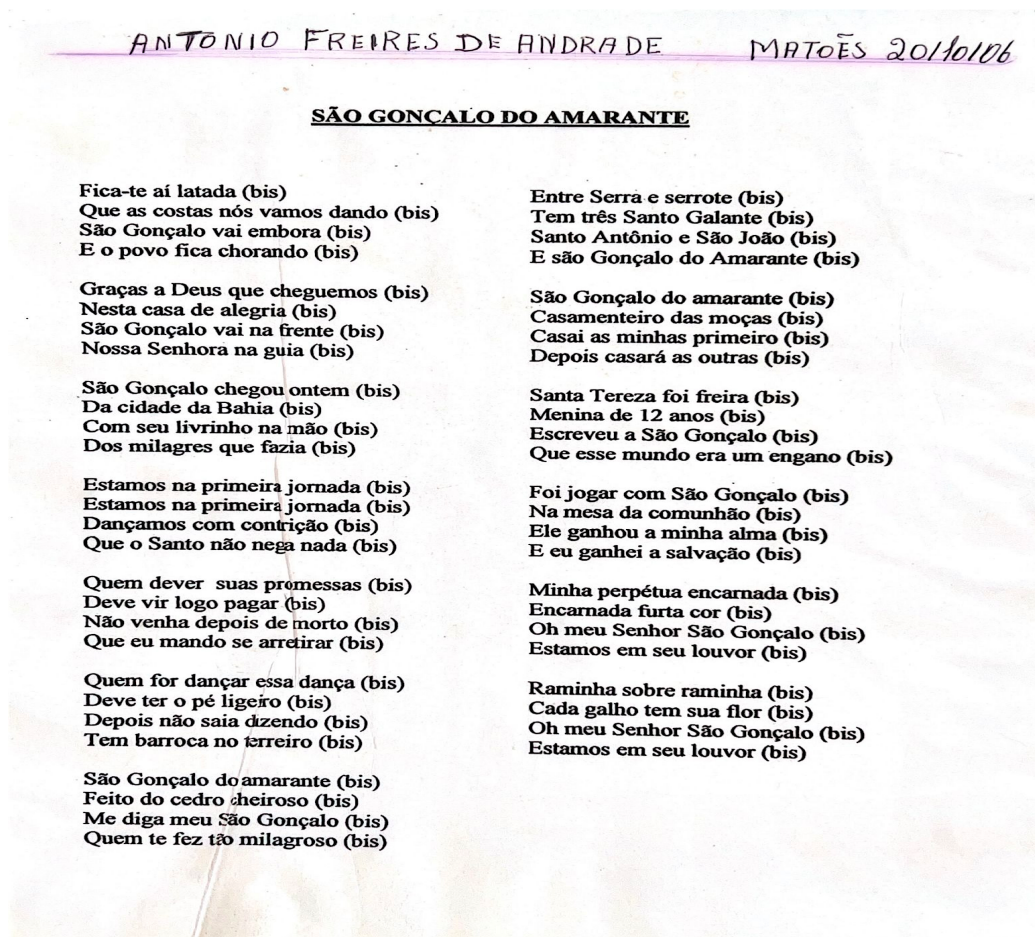 ANTONIO FREIRES DE ANDRADE MATOËS 20/10/06
SÃO GONÇALO DO AMARANTE
Fica-te aí latada (bis)
Que as costas nós vamos dando (bis)
São Gonçalo vai embora (bis)
E o povo fica chorando (bis)
Graças a Deus que cheguemos (bis)
Nesta casa de alegria (bis)
São Gonçalo vai na frente (bis)
Nossa Senhora na guia (bis)
São Gonçalo chegou ontem (bis)
Da cidade da Bahia (bis)
Com seu livrinho na mão (bis)
Dos milagres que fazia (bis)
Estamos na primeira jornada (bis)
Estamos na primeira jornada (bis)
Dançamos com contrição (bis)
Que o Santo não nega nada (bis)
Quem dever suas promessas (bis)
Deve vir logo pagar (bis)
Não venha depois de morto (bis)
Que eu mando se arretirar (bis)
Quem for dançar essa dança (bis)
Deve ter o pé ligeiro (bis)
Depois não saia dizendo (bis)
Tem barroca no terreiro (bis)
São Gonçalo do amarante (bis)
Feito do cedro cheiroso (bis)
Me diga meu São Gonçalo (bis)
Quem te fez tão milagroso (bis)
Entre Serra e serrote (bis)
Tem três Santo Galante (bis)
Santo Antônio e São João (bis)
E são Gonçalo do Amarante (bis)
São Gonçalo do amarante (bis)
Casamenteiro das moças (bis)
Casai as minhas primeiro (bis)
Depois casará as outras (bis)
Santa Tereza foi freira (bis)
Menina de 12 anos (bis)
Escreveu a São Gonçalo (bis)
Que esse mundo era um engano (bis)
Foi jogar com São Gonçalo (bis)
Na mesa da comunhão (bis)
Ele ganhou a minha alma (bis)
E eu ganhei a salvação (bis)
Minha perpétua encarnada (bis)
Encarnada furta cor (bis)
Oh meu Senhor São Gonçalo (bis)
Estamos em seu louvor (bis)
Raminha sobre raminha (bis)
Cada galho tem sua flor (bis)
Oh meu Senhor São Gonçalo (bis)
Estamos em seu louvor (bis)